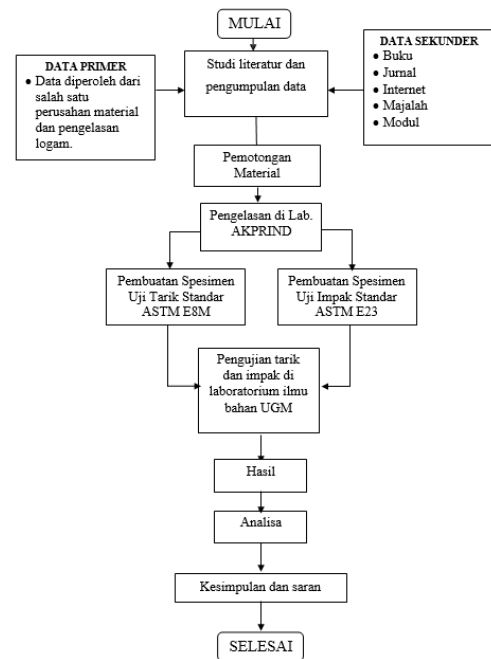 MULAI
DATA PRIMER
● Data diperoleh dari
salah satu
perusahan material
dan pengelasan
logam.
Studi literatur dan
pengumpulan data
DATA SEKUNDER
● Buku
● Jurnal
● Internet
● Majalah
● Modul
Pemotongan
Material
Pengelasan di Lab.
AKPRIND
Pembuatan Spesimen
Uji Tarik Standar
ASTM E8M
Pembuatan Spesimen
Uji Impak Standar
ASTM E23
Pengujian tarik
dan impak di
laboratorium ilmu
bahan UGM
Hasil
Analisa
Kesimpulan dan saran
SELESAI